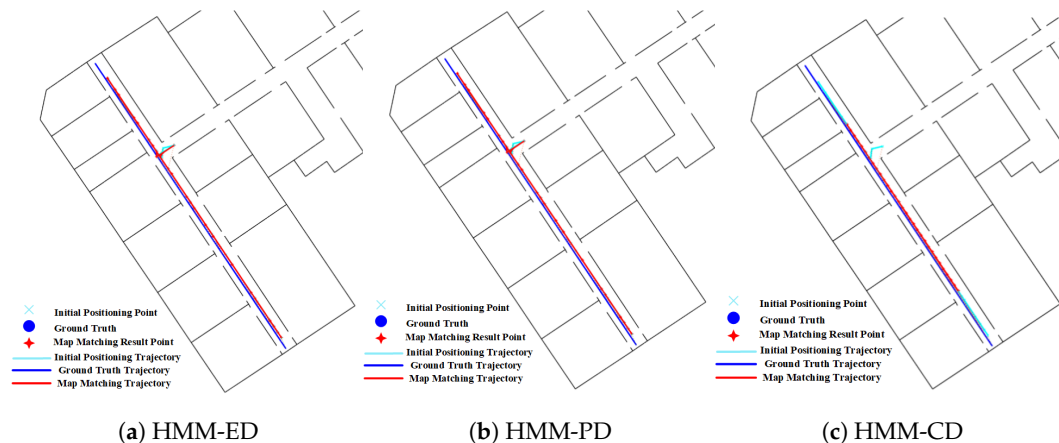 Initial Positioning Point
Ground Truth
Map Matching Result Point
Initial Positioning Trajectory
Ground Truth Trajectory
Map Matching Trajectory
(a) HMM-ED
Initial Positioning Point
Ground Truth
Map Matching Result Point
Initial Positioning Trajectory
Ground Truth Trajectory
Map Matching Trajectory
(b) HMM-PD
Initial Positioning Point
Ground Truth
Map Matching Result Point
Initial Positioning Trajectory
Ground Truth Trajectory
Map Matching Trajectory
(c) HMM-CD